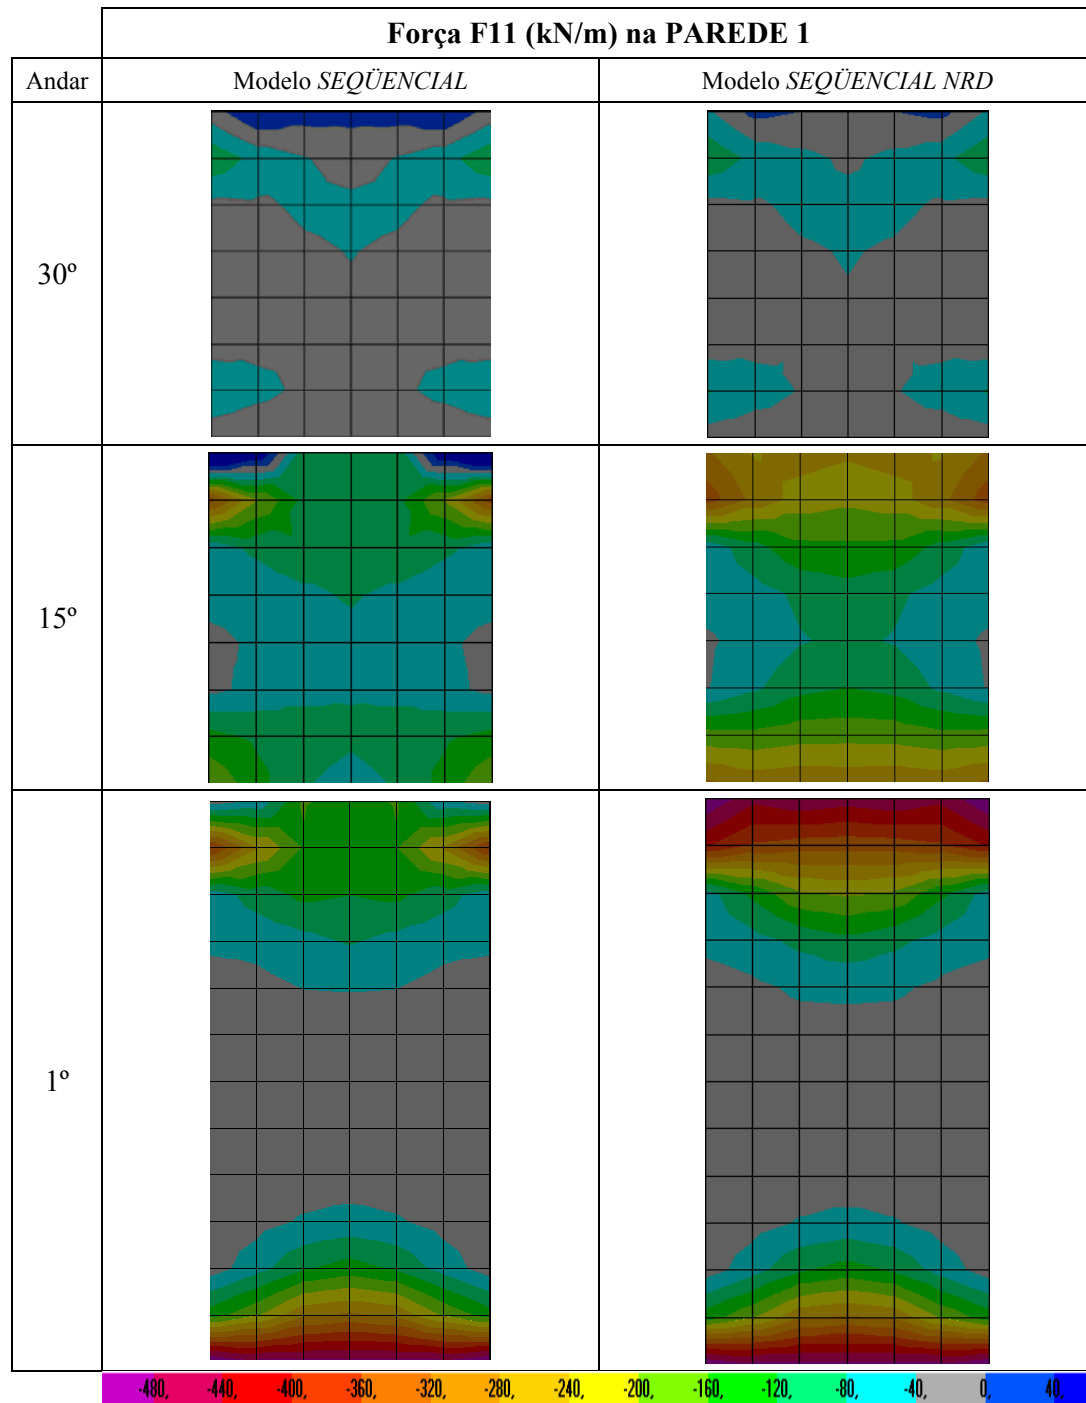 Força F11 (kN/m) na PAREDE 1
Andar Modelo SEQÜENCIAL Modelo SEQÜENCIAL NRD
30º
15º
1º
-480, -440, -400, -360, -320, -280, -240, -200, -160, -120, -80, -40, 0, 40,